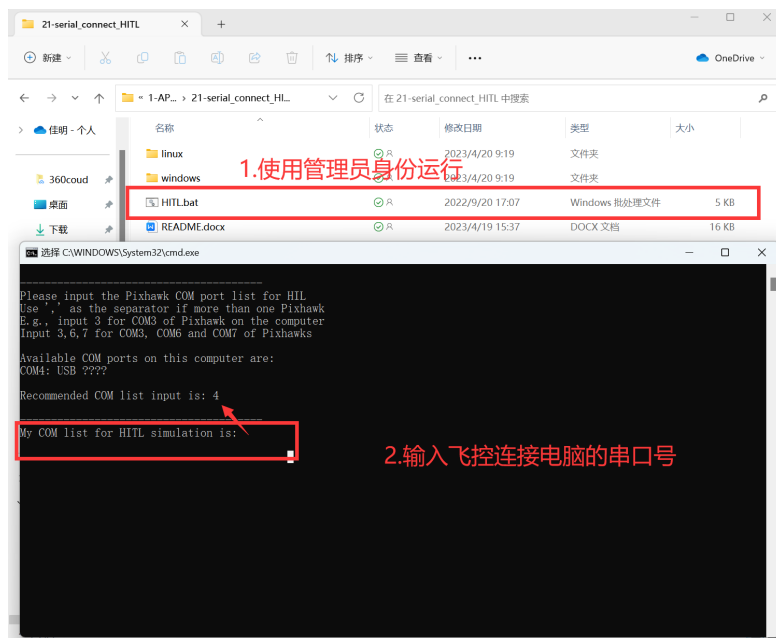 21-serial_connect_HITL
新建
排序
查看
OneDrive
« 1-AP... › 21-serial_connect_HI...
在 21-serial_connect_HITL 中搜索
佳明 - 个人
名称 状态 修改日期 类型 大小
linux 2023/4/20 9:19 文件夹
1.使用管理员身份运行
360coud
windows 2023/4/20 9:19 文件夹
桌面
HITL.bat 2022/9/20 17:07 Windows 批处理文件 5 KB
下载
README.docx 2023/4/19 15:37 DOCX 文档 16 KB
选择 C:\WINDOWS\System32\cmd.exe
--------------------------------------
Please input the Pixhawk COM port list for HIL
Use ',' as the separator if more than one Pixhawk
E.g., input 3 for COM3 of Pixhawk on the computer
Input 3,6,7 for COM3, COM6 and COM7 of Pixhawks
Available COM ports on this computer are:
COM4: USB ????
Recommended COM list input is: 4
--------------------------------------
My COM list for HITL simulation is:
2.输入飞控连接电脑的串口号